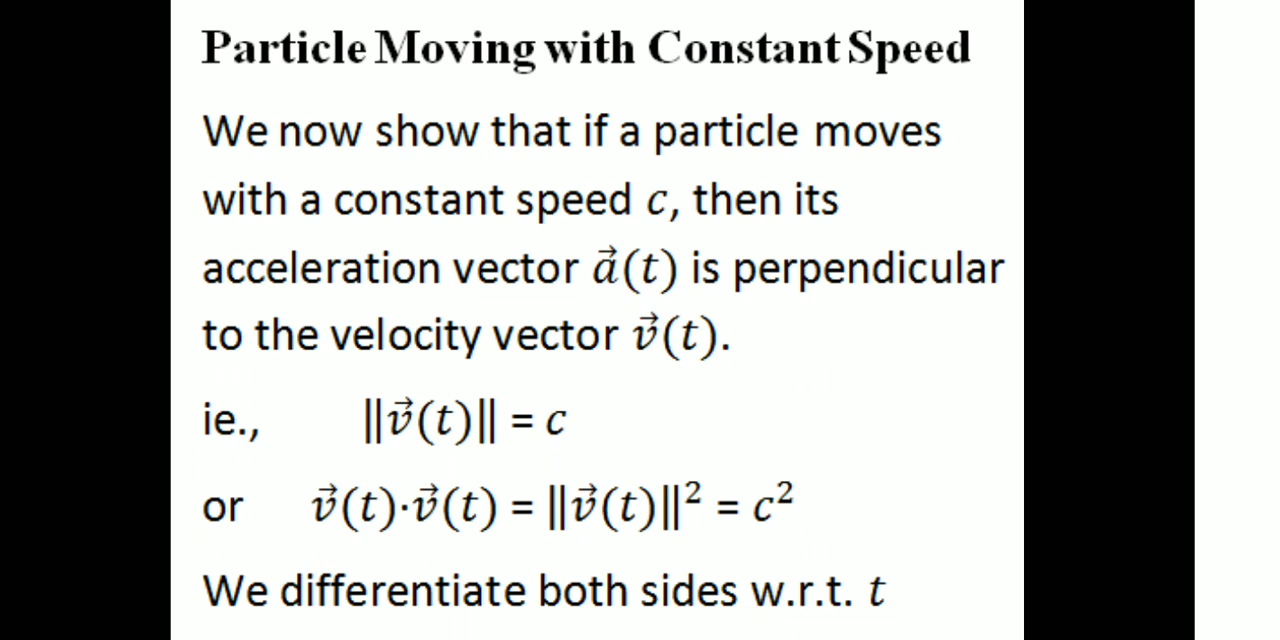 Particle Moving with Constant Speed
We now show that if a particle moves
with a constant speed c, then its
acceleration vector a⃗(t) is perpendicular
to the velocity vector v⃗(t).
ie., ||v⃗(t)|| = c
or v⃗(t)·v⃗(t) = ||v⃗(t)||² = c²
We differentiate both sides w.r.t. t